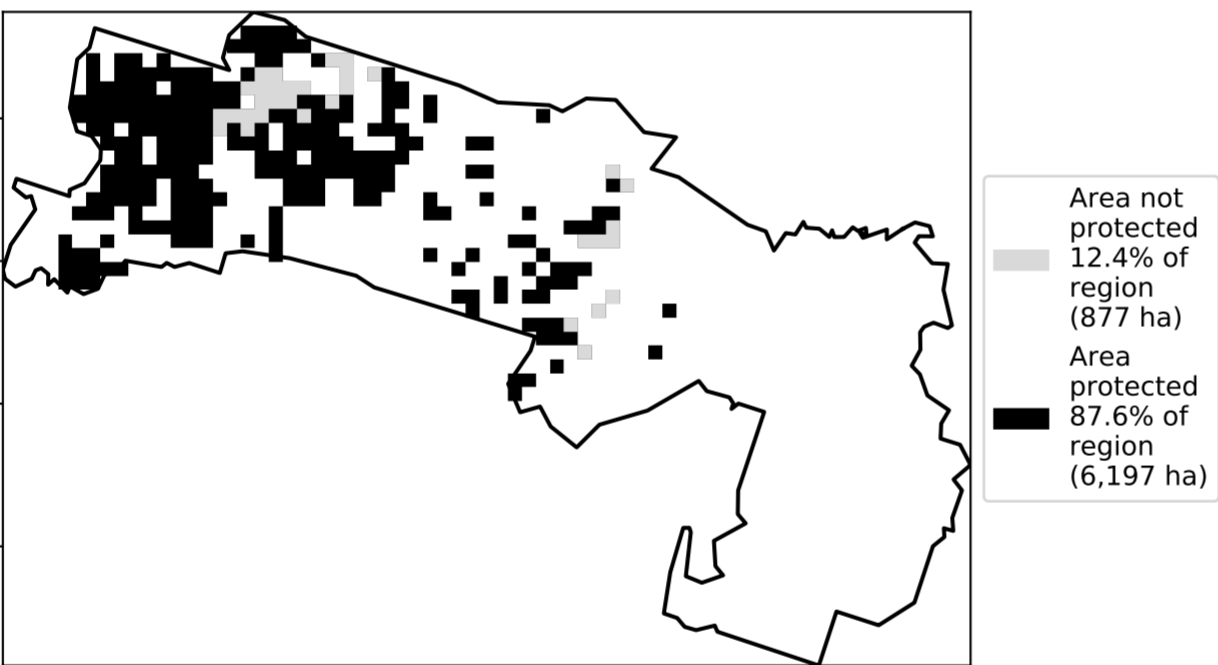 Area not
protected
12.4% of
region
(877 ha)
Area
protected
87.6% of
region
(6,197 ha)